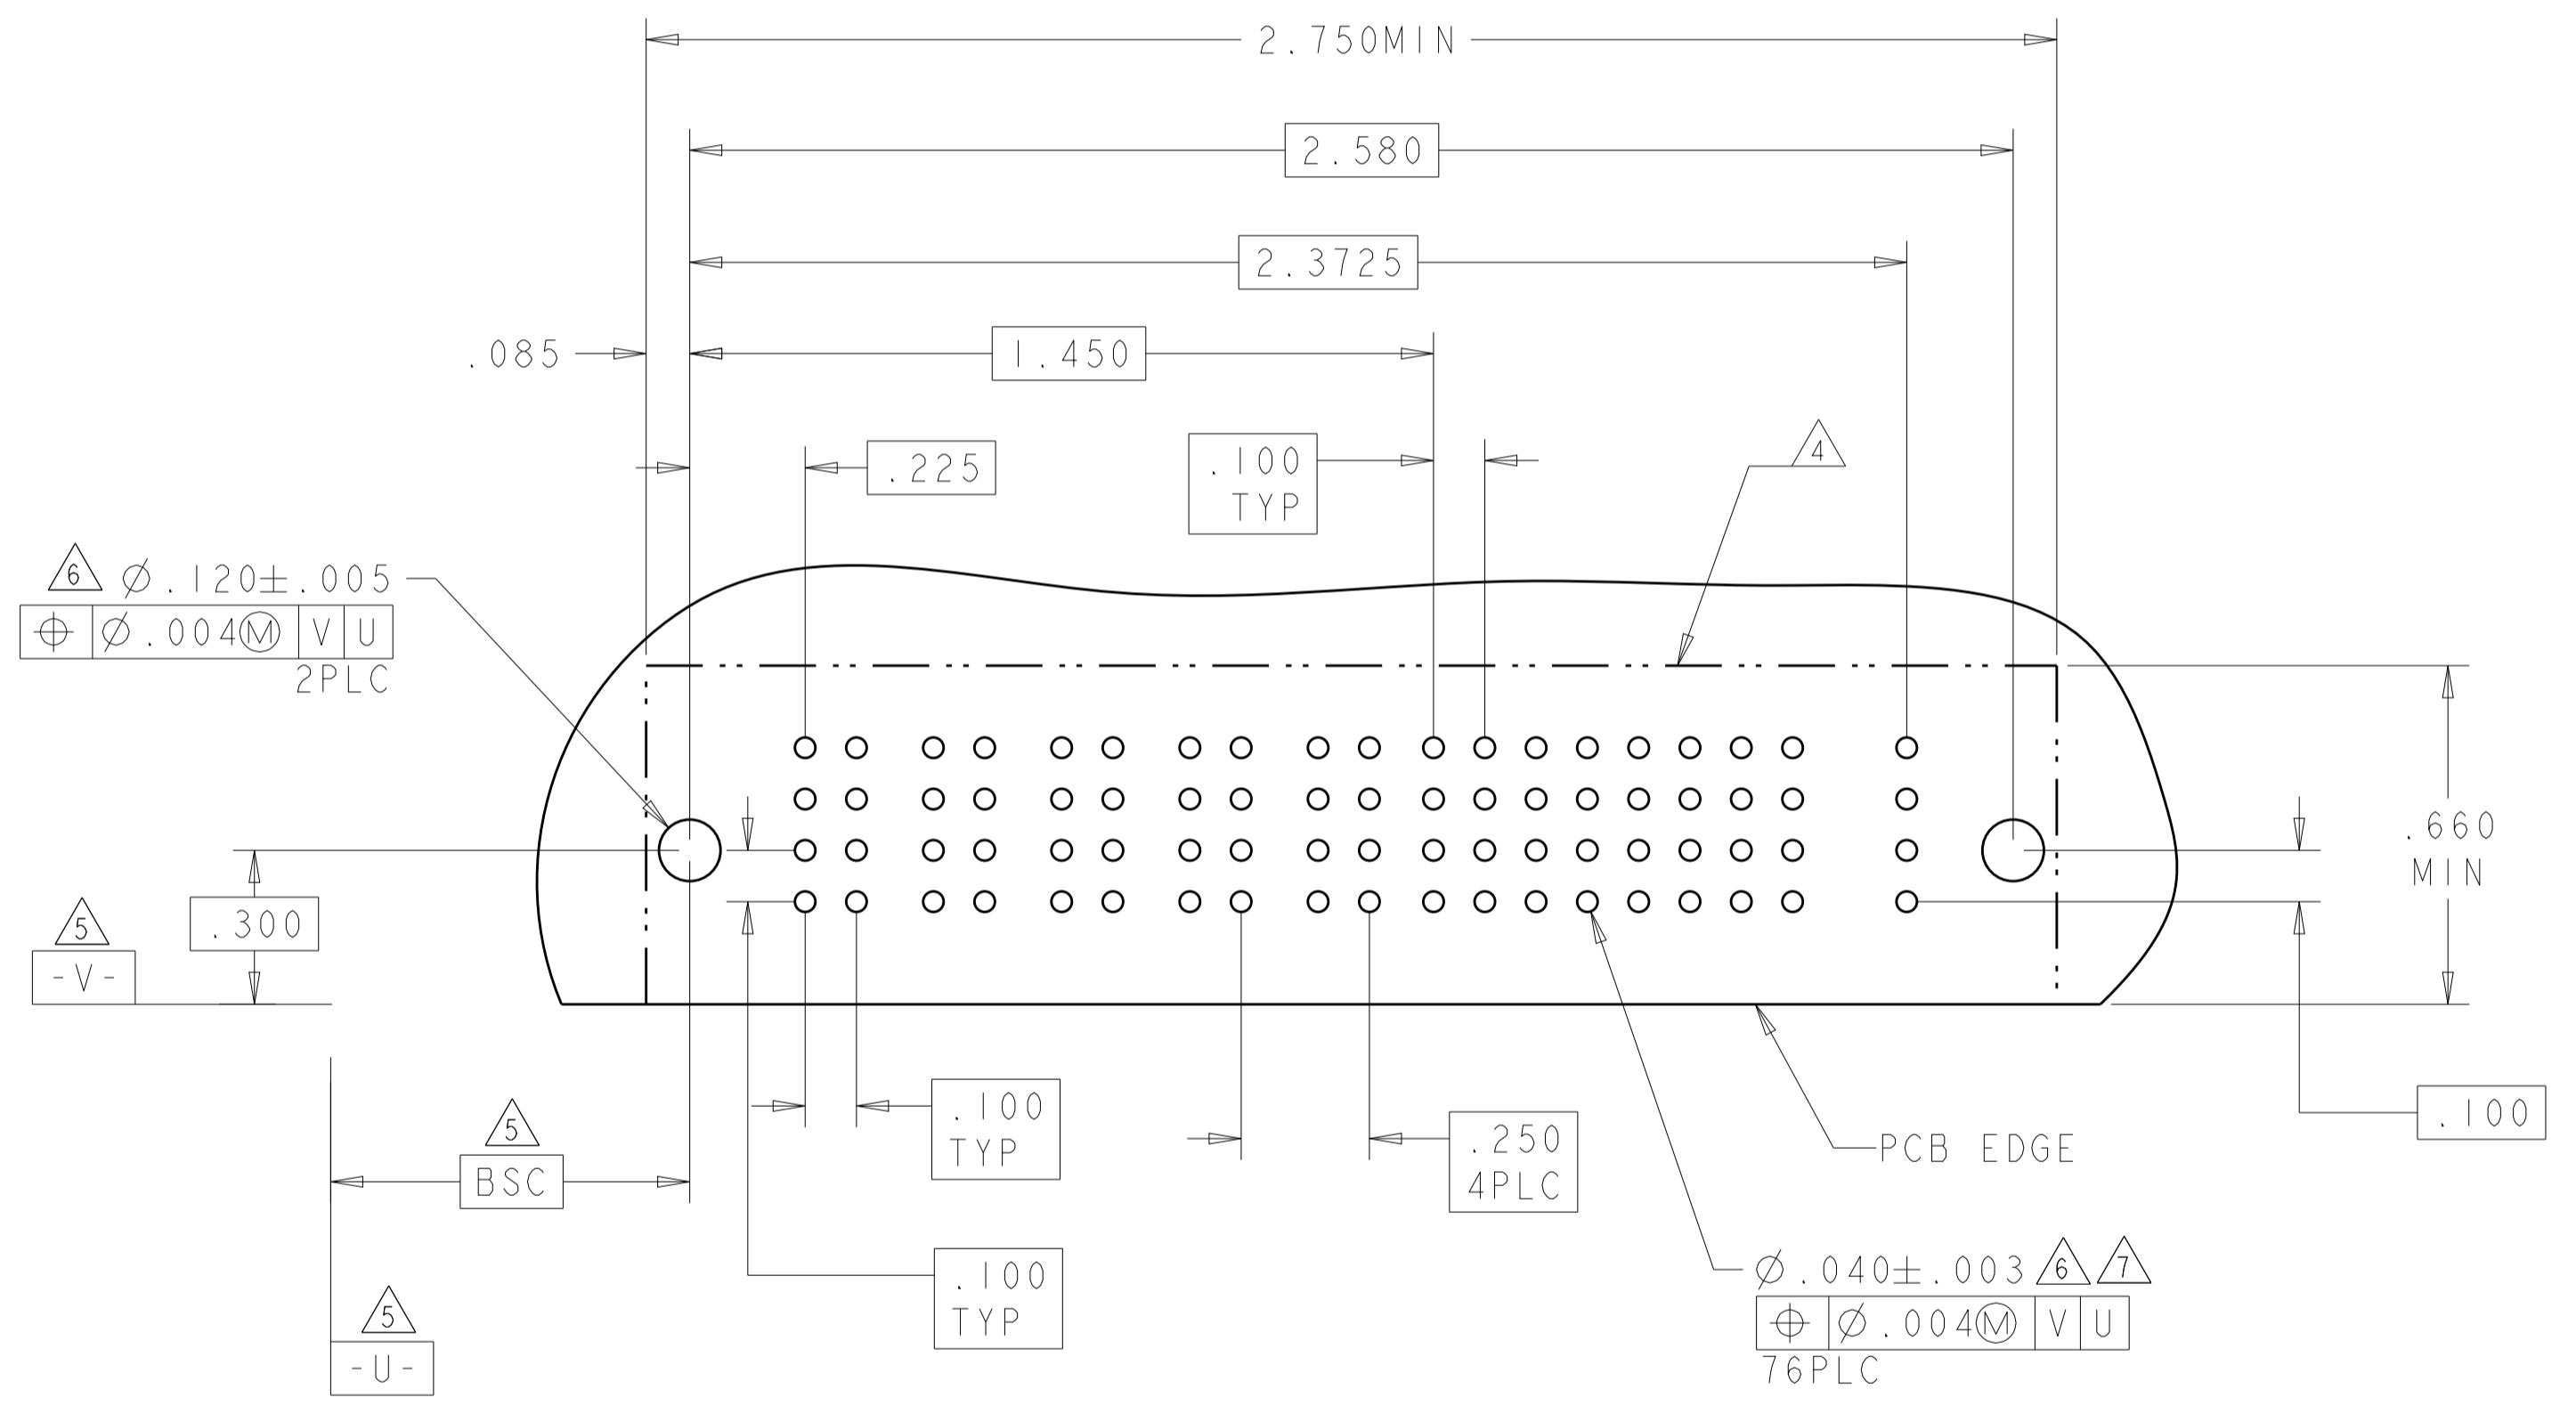 2.750MIN
2.580
2.3725
.085
1.450
.225
.100
TYP
4
6 Ø.120±.005
⌖ Ø.004Ⓜ V U
2PLC
.660
MIN
.300
5
-V-
.100
TYP
5
BSC
.250
4PLC
PCB EDGE
.100
.100
TYP
5
-U-
Ø.040±.003 6 7
⌖ Ø.004Ⓜ V U
76PLC